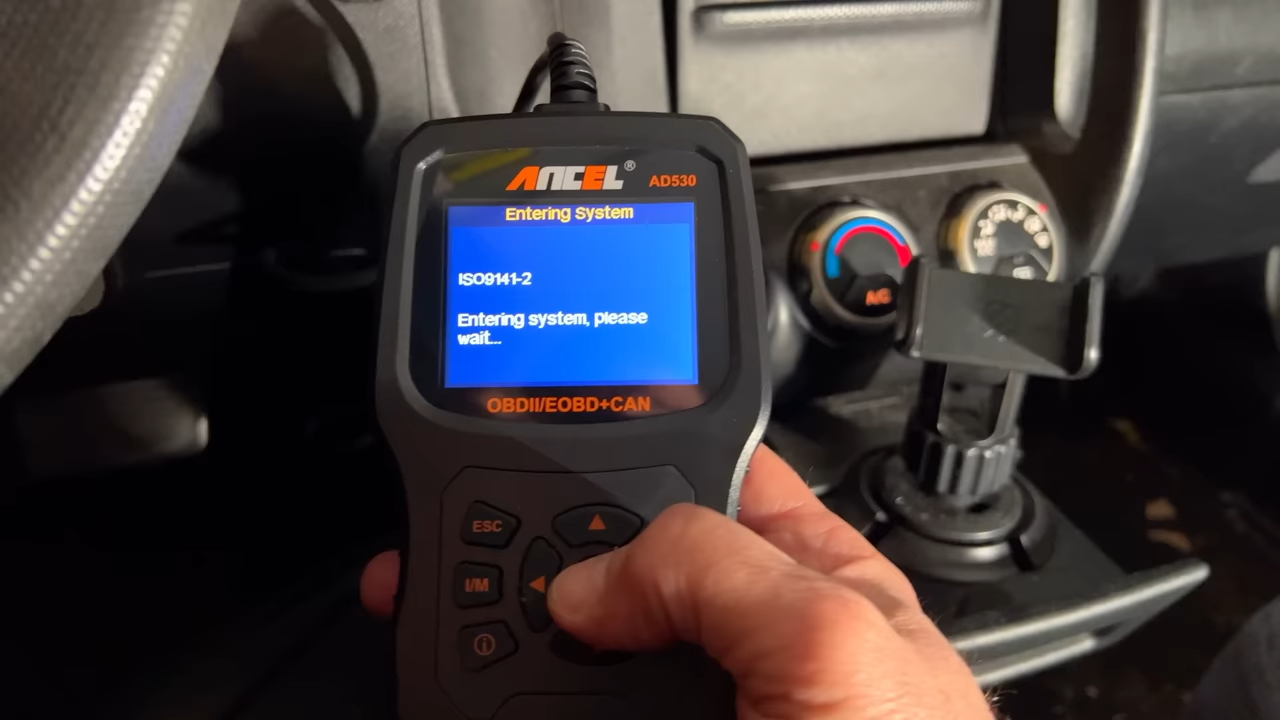 ANCEL®
AD530
Entering System
ISO9141-2
Entering system, please
wait...
OBDII/EOBD+CAN
ESC
I/M